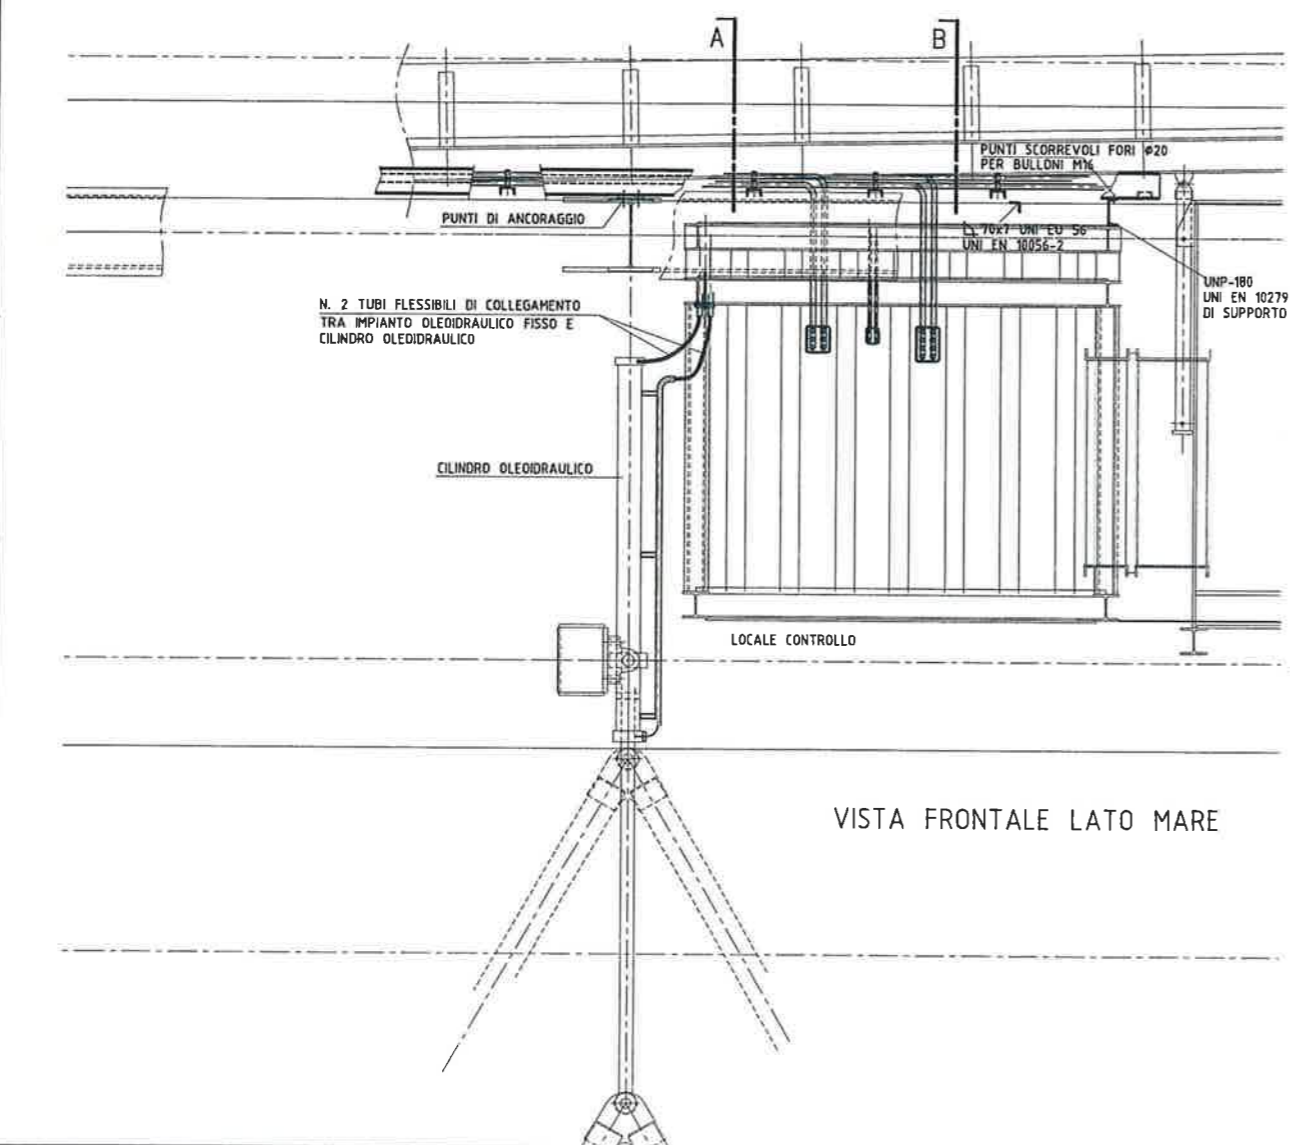 A
B
PUNTI SCORREVOLI FORI φ20
PER BULLONI M16
PUNTI DI ANCORAGGIO
70x7 UNI EU 56
UNI EN 10056-2
UNP-180
UNI EN 10279
DI SUPPORTO
N. 2 TUBI FLESSIBILI DI COLLEGAMENTO
TRA IMPIANTO OLEOIDRAULICO FISSO E
CILINDRO OLEOIDRAULICO
CILINDRO OLEOIDRAULICO
LOCALE CONTROLLO
VISTA FRONTALE LATO MARE